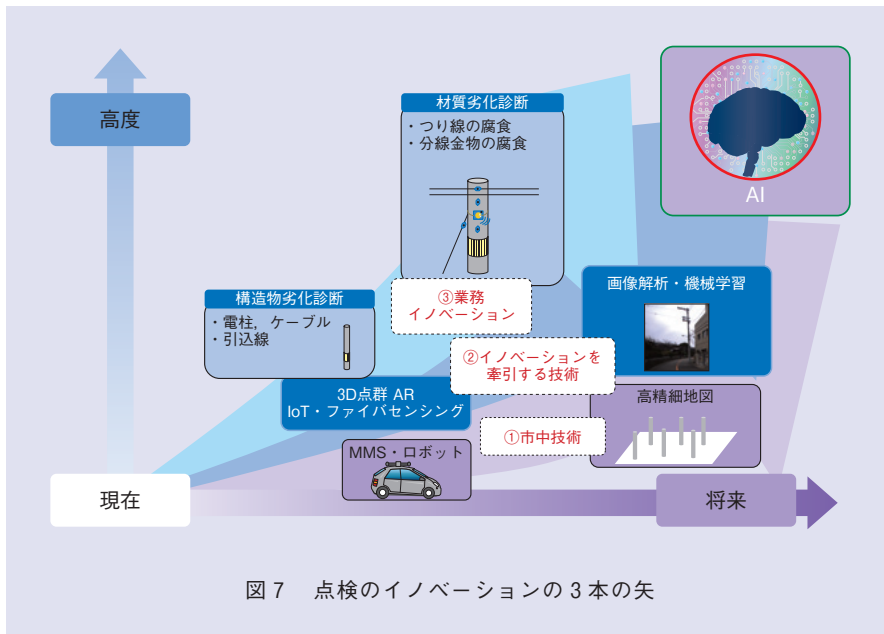 高度
材質劣化診断
・つり線の腐食
・分線金物の腐食
AI
③業務
イノベーション
画像解析・機械学習
構造物劣化診断
・電柱，ケーブル
・引込線
②イノベーションを
牽引する技術
3D点群 AR
IoT・ファイバセンシング
高精細地図
①市中技術
MMS・ロボット
現在
将来
図7　点検のイノベーションの3本の矢